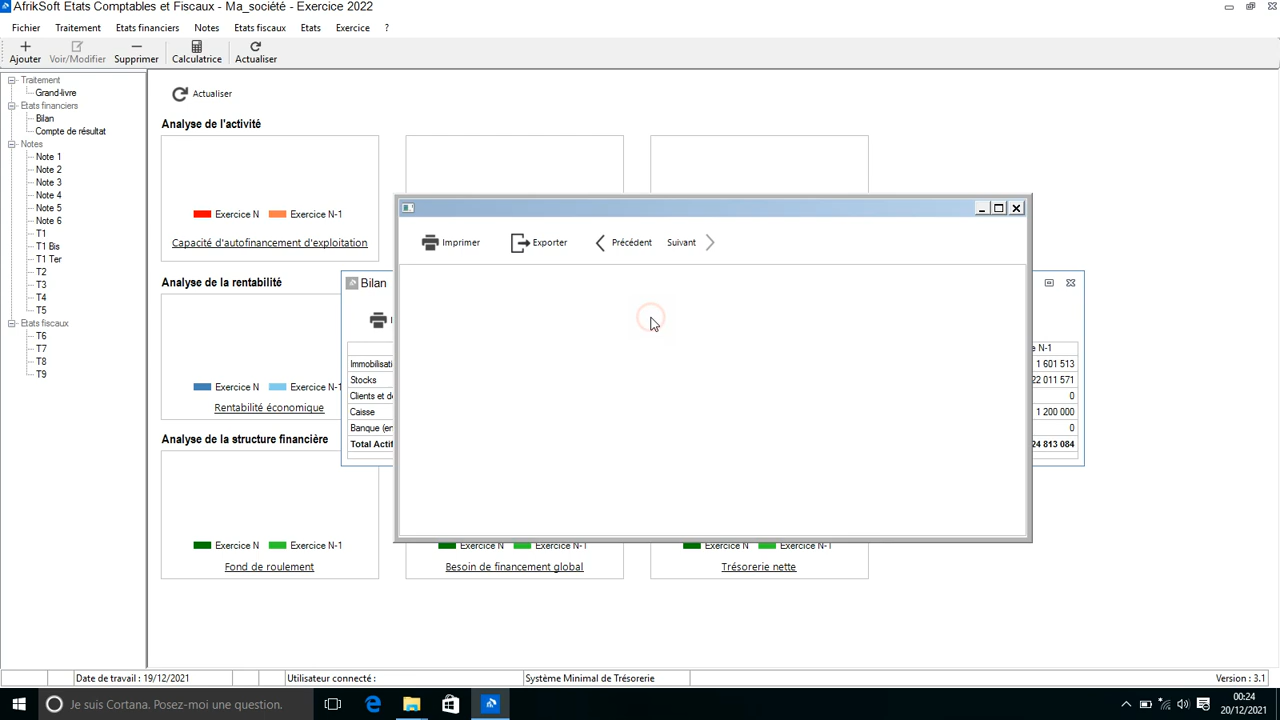 AfrikSoft Etats Comptables et Fiscaux - Ma_société - Exercice 2022
Fichier Traitement Etats financiers Notes Etats fiscaux Etats Exercice ?
Ajouter Voir/Modifier Supprimer Calculatrice Actualiser
Traitement
Grand-livre
Etats financiers
Bilan
Compte de résultat
Notes
Note 1
Note 2
Note 3
Note 4
Note 5
Note 6
T1
T1 Bis
T1 Ter
T2
T3
T4
T5
Etats fiscaux
T6
T7
T8
T9
Actualiser
Analyse de l'activité
Exercice N Exercice N-1
Capacité d'autofinancement d'exploitation
Analyse de la rentabilité
Exercice N Exercice N-1
Rentabilité économique
Analyse de la structure financière
Exercice N Exercice N-1
Fond de roulement
Exercice N Exercice N-1
Besoin de financement global
Exercice N Exercice N-1
Trésorerie nette
Imprimer Exporter Précédent Suivant
Bilan
N-1
Immobilisati 1 601 513
Stocks 22 011 571
Clients et d 0
Caisse 1 200 000
Banque (e 0
Total Actif 24 813 084
Date de travail : 19/12/2021 Utilisateur connecté : Système Minimal de Trésorerie Version : 3.1
Je suis Cortana. Posez-moi une question.
00:24
20/12/2021